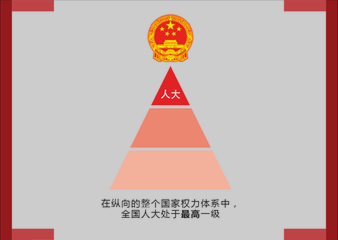 人大
在纵向的整个国家权力体系中，
全国人大处于最高一级